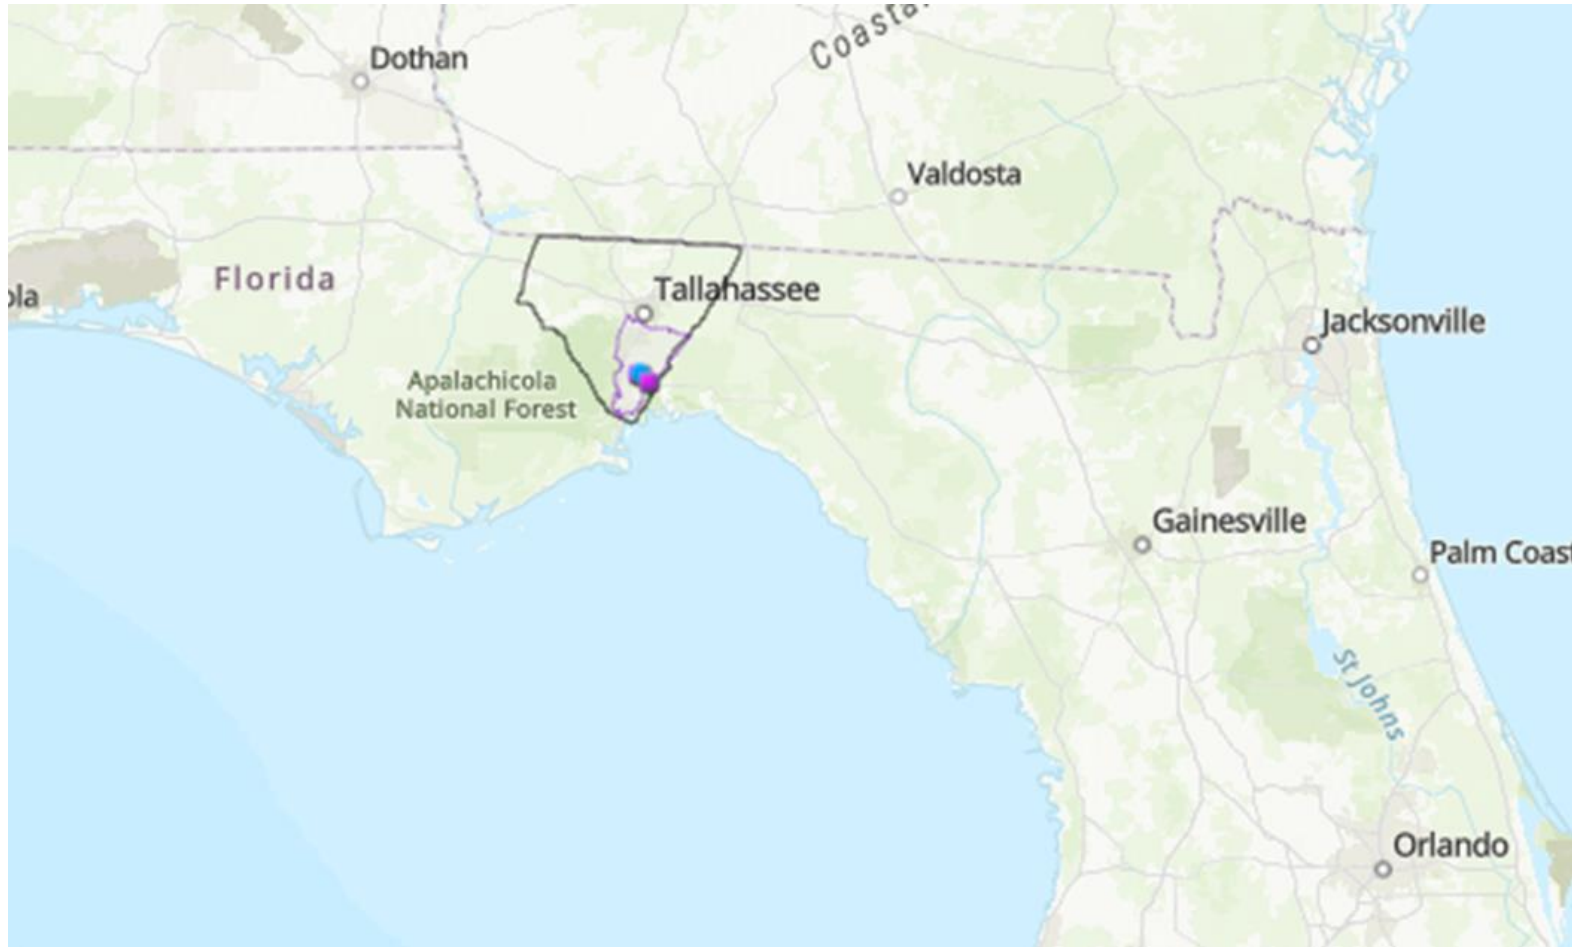 Coasta
Dothan
Valdosta
Florida
Tallahassee
ola
Jacksonville
Apalachicola
National Forest
Gainesville
Palm Coast
St Johns
Orlando